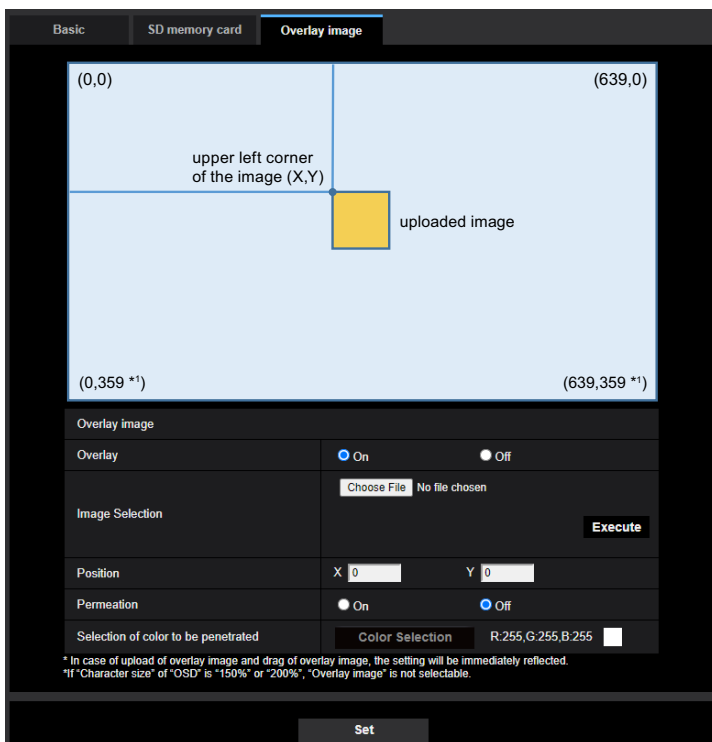 Basic SD memory card Overlay image
(0,0) (639,0)
upper left corner
of the image (X,Y)
uploaded image
(0,359 *1) (639,359 *1)
Overlay image
Overlay On Off
Choose File No file chosen
Image Selection
Execute
Position X 0 Y 0
Permeation On Off
Selection of color to be penetrated Color Selection R:255,G:255,B:255
* In case of upload of overlay image and drag of overlay image, the setting will be immediately reflected.
*If "Character size" of "OSD" is "150%" or "200%", "Overlay image" is not selectable.
Set